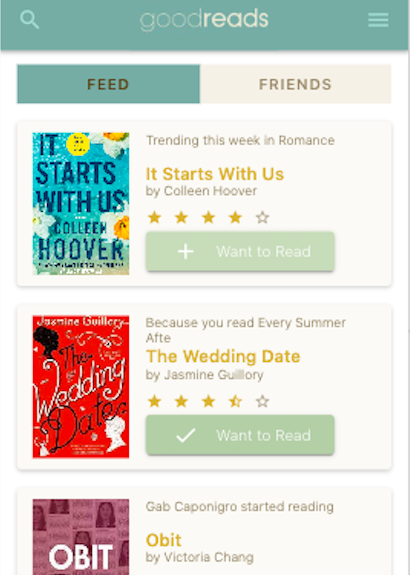 goodreads
FEED
FRIENDS
IT
STARTS
WITH US
COLLEEN
HOOVER
Trending this week in Romance
It Starts With Us
by Colleen Hoover
Want to Read
Jasmine Guillory
The
Wedding
Date
Because you read Every Summer
Afte
The Wedding Date
by Jasmine Guillory
Want to Read
OBIT
Gab Caponigro started reading
Obit
by Victoria Chang